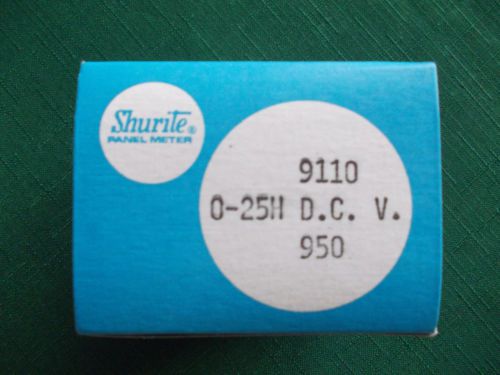 Shurite®
PANEL METER
9110
0-25H D.C. V.
950